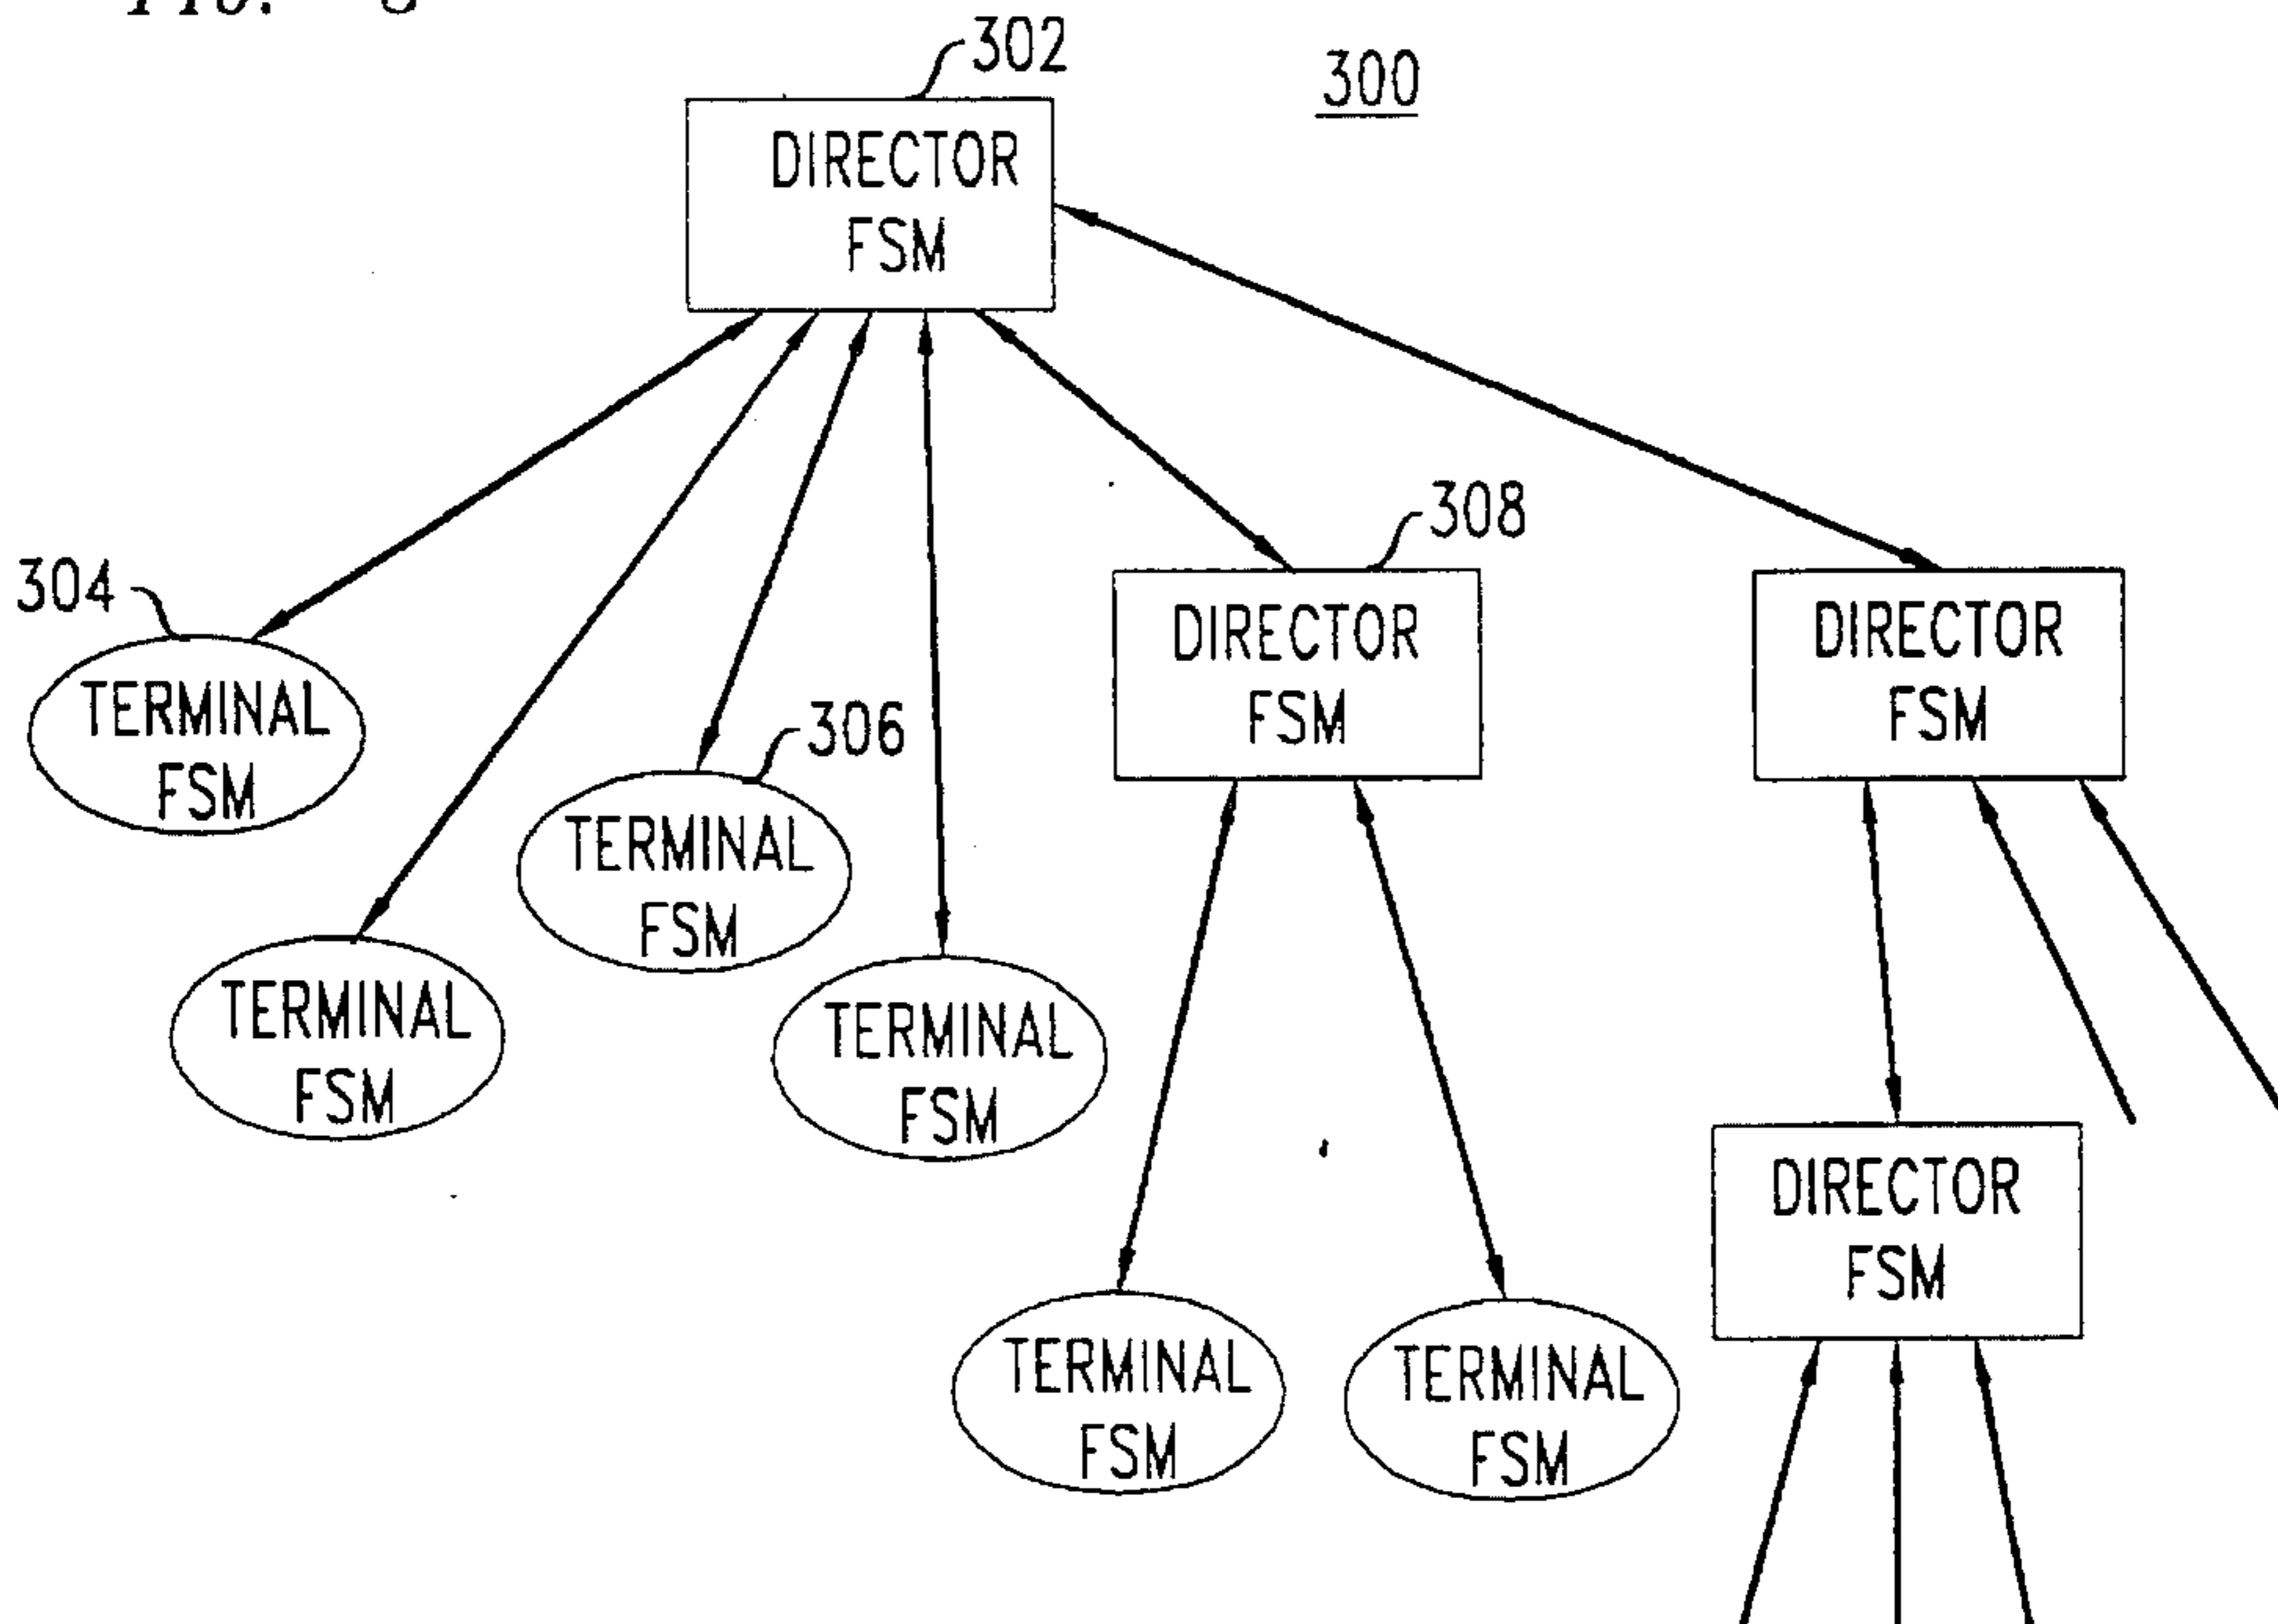 302
300
DIRECTOR
FSM
308
304
DIRECTOR
FSM
DIRECTOR
FSM
TERMINAL
FSM
306
TERMINAL
FSM
TERMINAL
FSM
TERMINAL
FSM
DIRECTOR
FSM
TERMINAL
FSM
TERMINAL
FSM